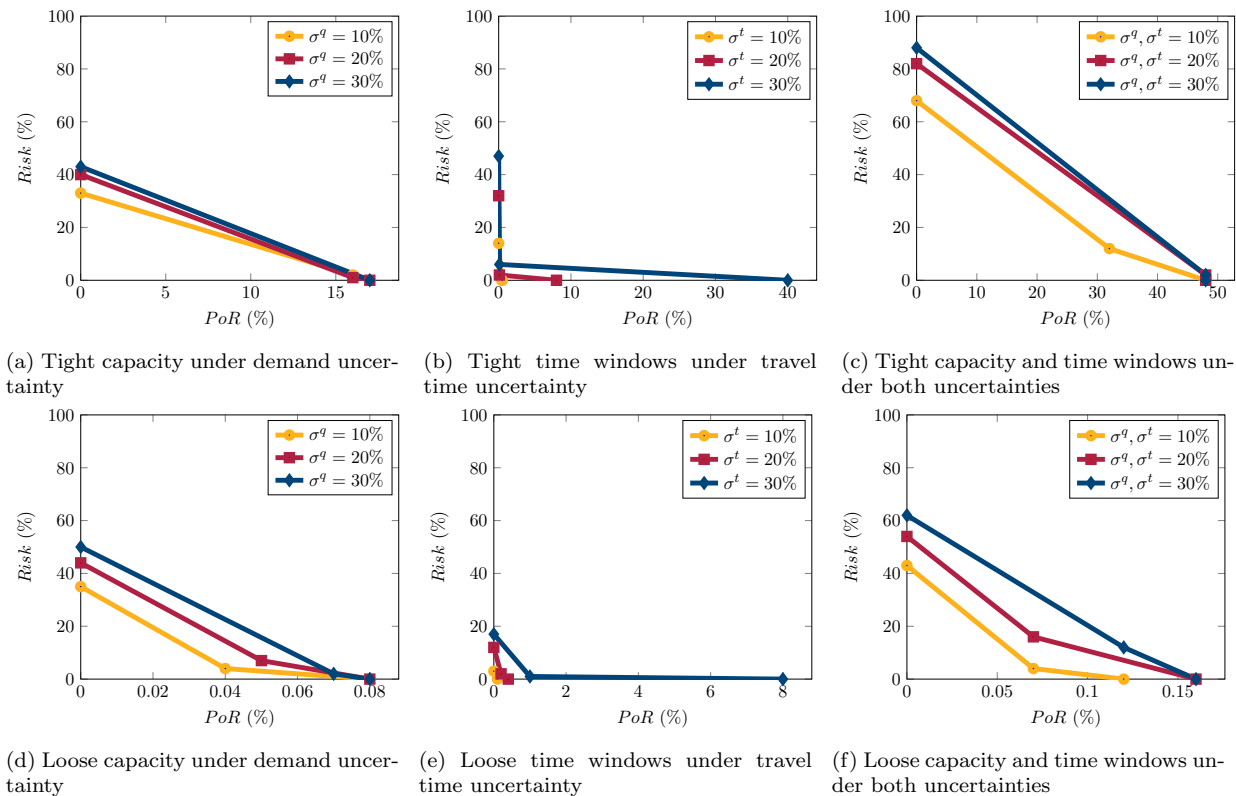 100
80
60
40
20
0
Risk (%)
0 5 10 15
PoR (%)
σ^q = 10%
σ^q = 20%
σ^q = 30%
(a) Tight capacity under demand uncer-
tainty
100
80
60
40
20
0
Risk (%)
0 10 20 30 40
PoR (%)
σ^t = 10%
σ^t = 20%
σ^t = 30%
(b) Tight time windows under travel
time uncertainty
100
80
60
40
20
0
Risk (%)
0 10 20 30 40 50
PoR (%)
σ^q, σ^t = 10%
σ^q, σ^t = 20%
σ^q, σ^t = 30%
(c) Tight capacity and time windows un-
der both uncertainties
100
80
60
40
20
0
Risk (%)
0 0.02 0.04 0.06 0.08
PoR (%)
σ^q = 10%
σ^q = 20%
σ^q = 30%
(d) Loose capacity under demand uncer-
tainty
100
80
60
40
20
0
Risk (%)
0 2 4 6 8
PoR (%)
σ^t = 10%
σ^t = 20%
σ^t = 30%
(e) Loose time windows under travel
time uncertainty
100
80
60
40
20
0
Risk (%)
0 0.05 0.1 0.15
PoR (%)
σ^q, σ^t = 10%
σ^q, σ^t = 20%
σ^q, σ^t = 30%
(f) Loose capacity and time windows un-
der both uncertainties